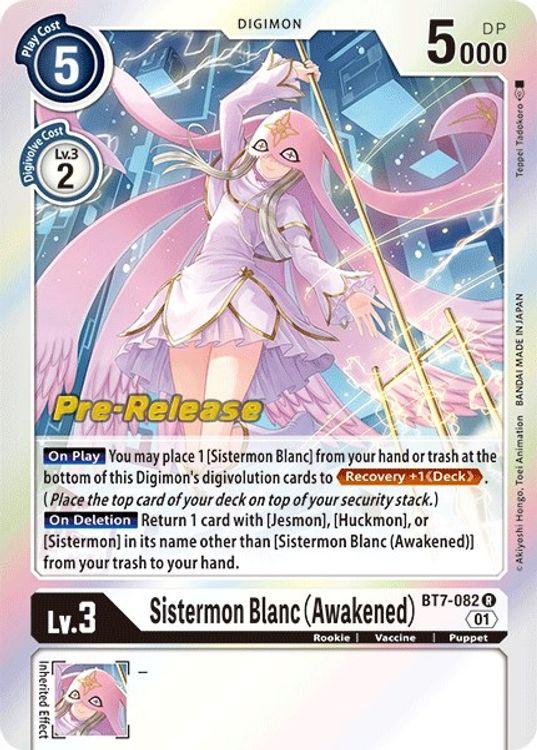 DIGIMON
Play Cost
5
5000 DP
Digivolve Cost
Lv.3
2
Teppei Tadokoro
Pre-Release
On Play You may place 1 [Sistermon Blanc] from your hand or trash at the
bottom of this Digimon's digivolution cards to Recovery +1《Deck》.
(Place the top card of your deck on top of your security stack.)
On Deletion Return 1 card with [Jesmon], [Huckmon], or
[Sistermon] in its name other than [Sistermon Blanc (Awakened)]
from your trash to your hand.
©Akiyoshi Hongo, Toei Animation BANDAI MADE IN JAPAN
Lv.3
Sistermon Blanc (Awakened)
BT7-082 R
01
Rookie | Vaccine | Puppet
Inherited Effect
–